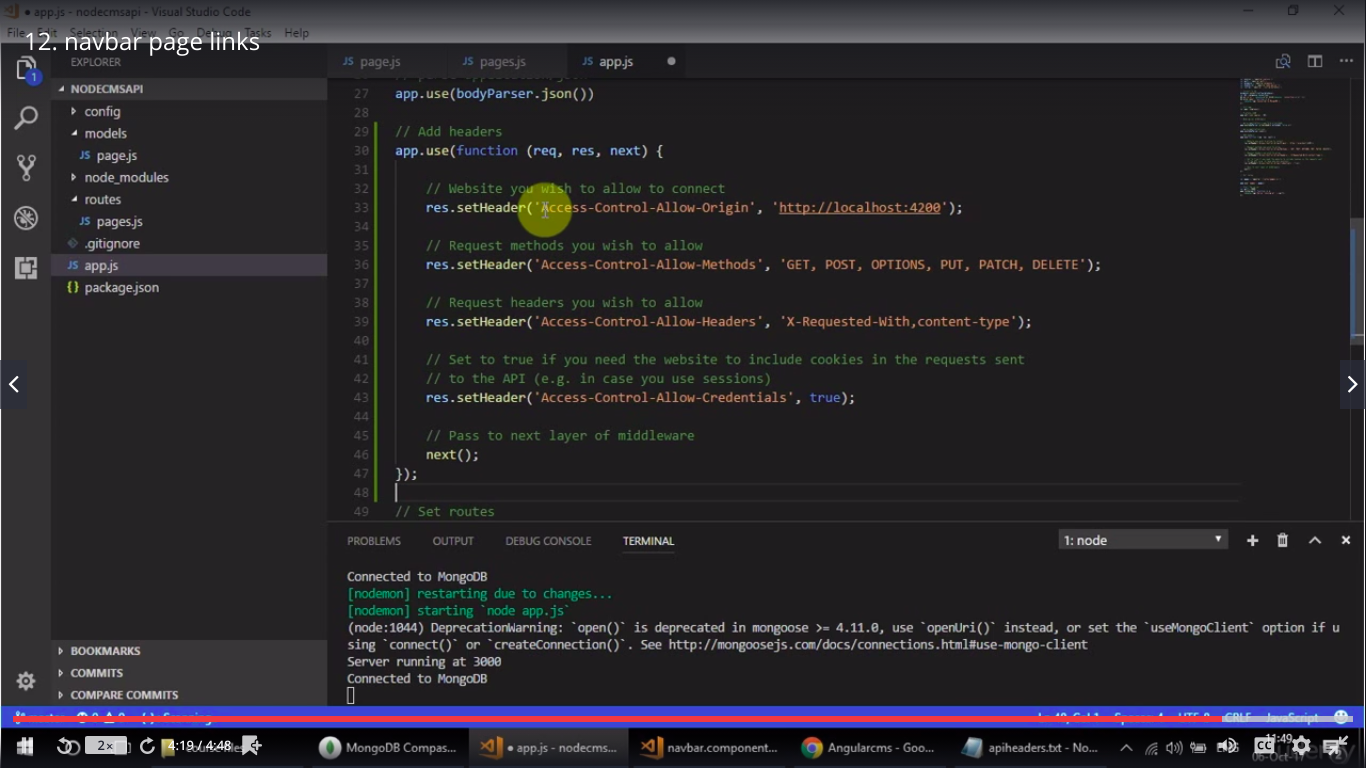 app.js - nodecmsapi - Visual Studio Code
File Edit Selection View Go Debug Tasks Help
12. navbar page links
EXPLORER
JS page.js
JS pages.js
JS app.js
1
NODECMSAPI
config
models
JS page.js
node_modules
routes
JS pages.js
.gitignore
JS app.js
{} package.json
BOOKMARKS
COMMITS
COMPARE COMMITS
27 app.use(bodyParser.json())
28
29 // Add headers
30 app.use(function (req, res, next) {
31
32 // Website you wish to allow to connect
33 res.setHeader('Access-Control-Allow-Origin', 'http://localhost:4200');
34
35 // Request methods you wish to allow
36 res.setHeader('Access-Control-Allow-Methods', 'GET, POST, OPTIONS, PUT, PATCH, DELETE');
37
38 // Request headers you wish to allow
39 res.setHeader('Access-Control-Allow-Headers', 'X-Requested-With,content-type');
40
41 // Set to true if you need the website to include cookies in the requests sent
42 // to the API (e.g. in case you use sessions)
43 res.setHeader('Access-Control-Allow-Credentials', true);
44
45 // Pass to next layer of middleware
46 next();
47 });
48
49 // Set routes
PROBLEMS OUTPUT DEBUG CONSOLE TERMINAL
1: node
Connected to MongoDB
[nodemon] restarting due to changes...
[nodemon] starting `node app.js`
(node:1044) DeprecationWarning: `open()` is deprecated in mongoose >= 4.11.0, use `openUri()` instead, or set the `useMongoClient` option if u
sing `connect()` or `createConnection()`. See http://mongoosejs.com/docs/connections.html#use-mongo-client
Server running at 3000
Connected to MongoDB
2×
4:19 / 4:48
MongoDB Compas...
app.js - nodecms...
navbar.component...
Angularcms - Goo...
apiheaders.txt - No...
CC
11:49
06-Oct-17